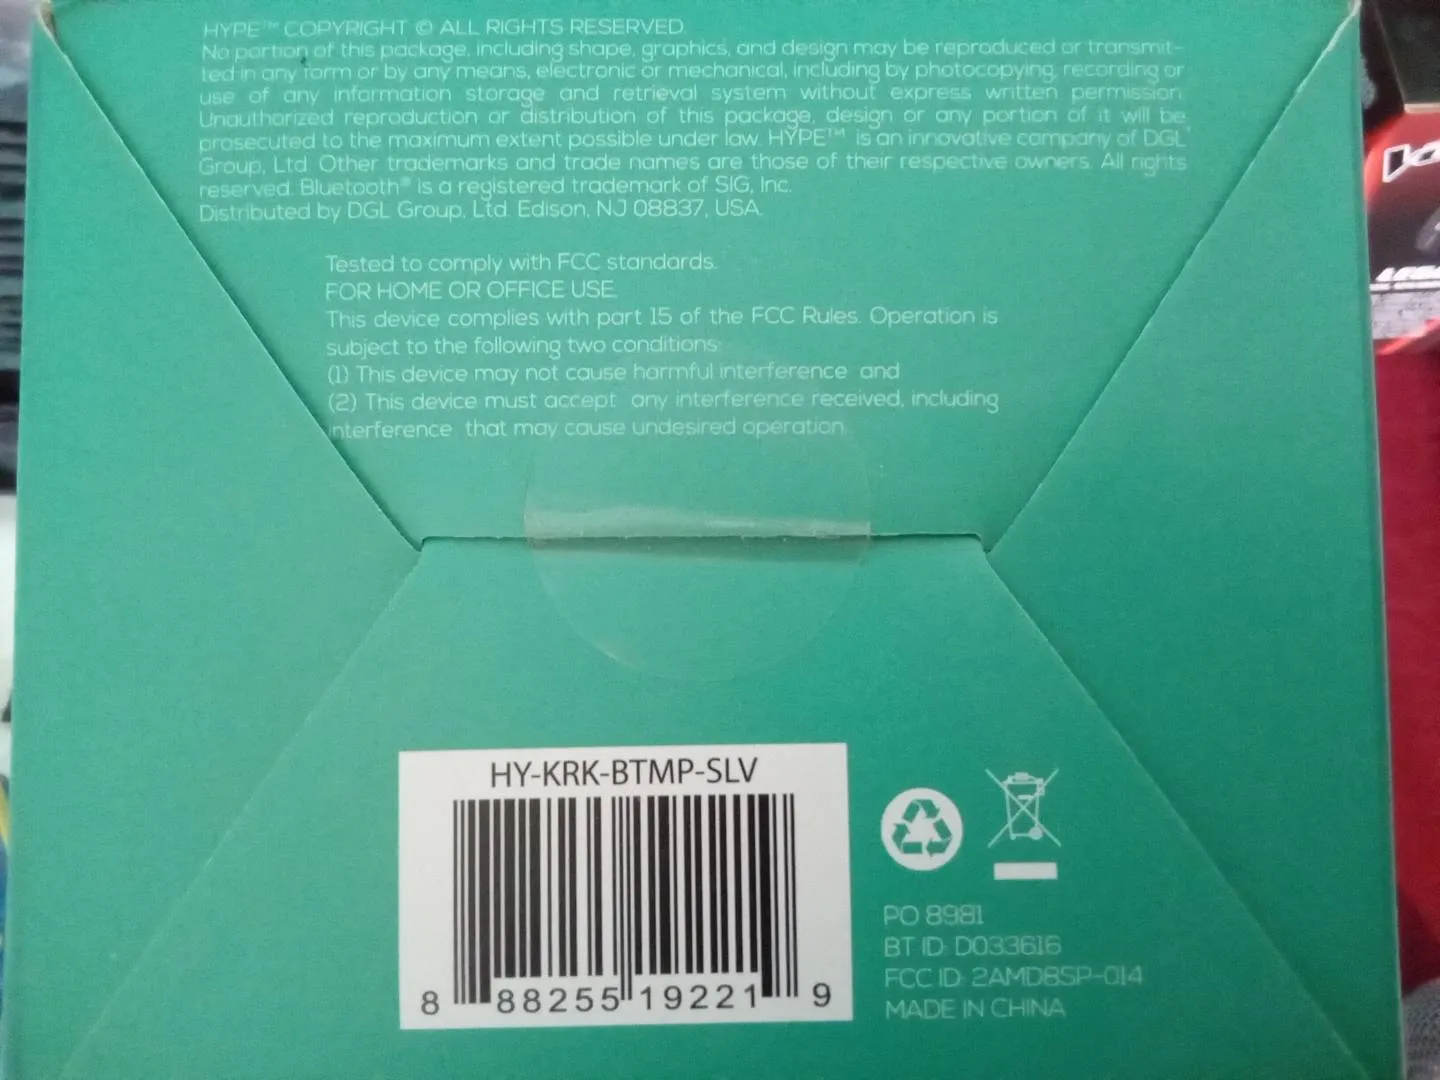 HYPE™ COPYRIGHT © ALL RIGHTS RESERVED.
No portion of this package, including shape, graphics, and design may be reproduced or transmit-
ted in any form or by any means, electronic or mechanical, including by photocopying, recording or
use of any information storage and retrieval system without express written permission.
Unauthorized reproduction or distribution of this package, design or any portion of it will be
prosecuted to the maximum extent possible under law. HYPE™ is an innovative company of DGL
Group, Ltd. Other trademarks and trade names are those of their respective owners. All rights
reserved. Bluetooth® is a registered trademark of SIG, Inc.
Distributed by DGL Group, Ltd. Edison, NJ 08837, USA.
Tested to comply with FCC standards.
FOR HOME OR OFFICE USE
This device complies with part 15 of the FCC Rules. Operation is
subject to the following two conditions:
(1) This device may not cause harmful interference and
(2) This device must accept any interference received, including
interference that may cause undesired operation.
HY-KRK-BTMP-SLV
8 88255 19221 9
PO 8981
BT ID: D033616
FCC ID: 2AMD8SP-014
MADE IN CHINA